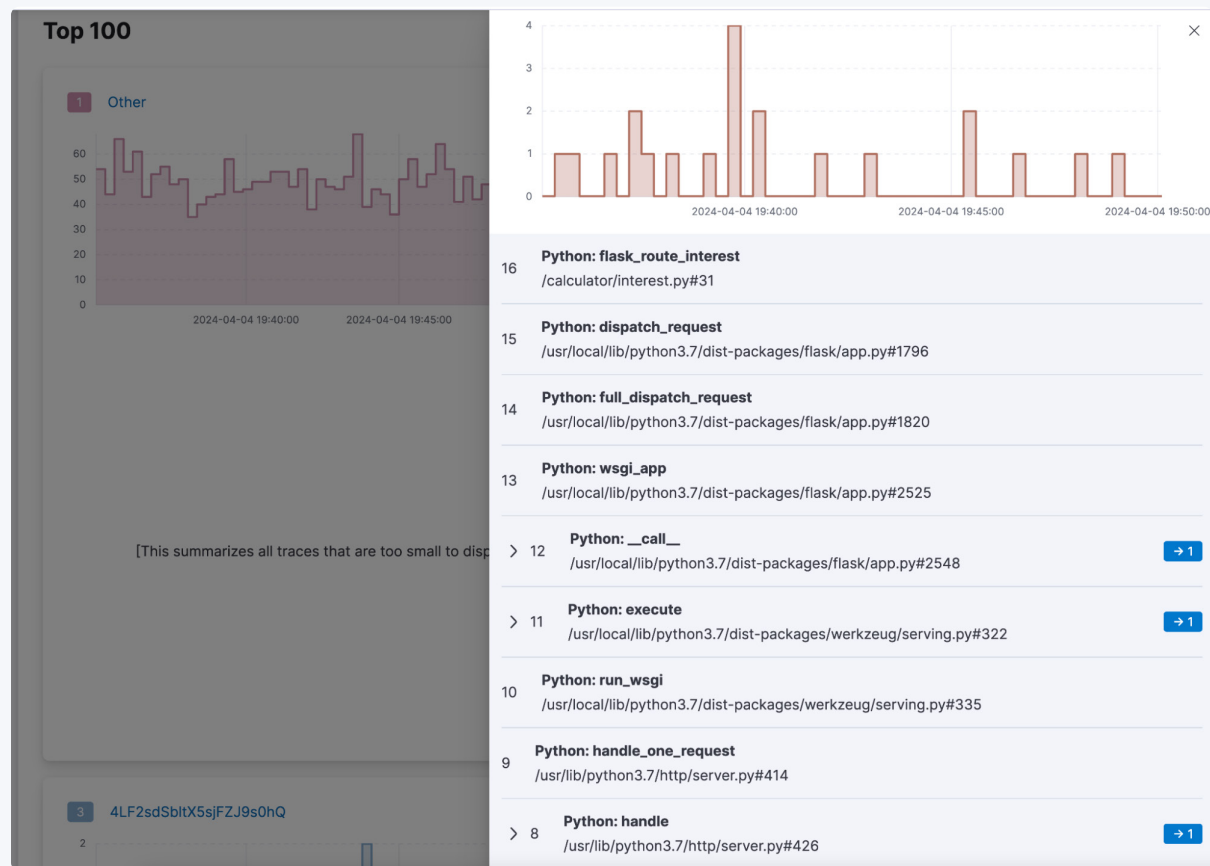 Top 100
1 Other
60
50
40
30
20
10
0
2024-04-04 19:40:00 2024-04-04 19:45:00
[This summarizes all traces that are too small to disp
3 4LF2sdSbltX5sjFZJ9s0hQ
2
4
3
2
1
0
2024-04-04 19:40:00 2024-04-04 19:45:00 2024-04-04 19:50:00
16 Python: flask_route_interest
/calculator/interest.py#31
15 Python: dispatch_request
/usr/local/lib/python3.7/dist-packages/flask/app.py#1796
14 Python: full_dispatch_request
/usr/local/lib/python3.7/dist-packages/flask/app.py#1820
13 Python: wsgi_app
/usr/local/lib/python3.7/dist-packages/flask/app.py#2525
12 Python: __call__
/usr/local/lib/python3.7/dist-packages/flask/app.py#2548
→ 1
11 Python: execute
/usr/local/lib/python3.7/dist-packages/werkzeug/serving.py#322
→ 1
10 Python: run_wsgi
/usr/local/lib/python3.7/dist-packages/werkzeug/serving.py#335
9 Python: handle_one_request
/usr/lib/python3.7/http/server.py#414
8 Python: handle
/usr/lib/python3.7/http/server.py#426
→ 1